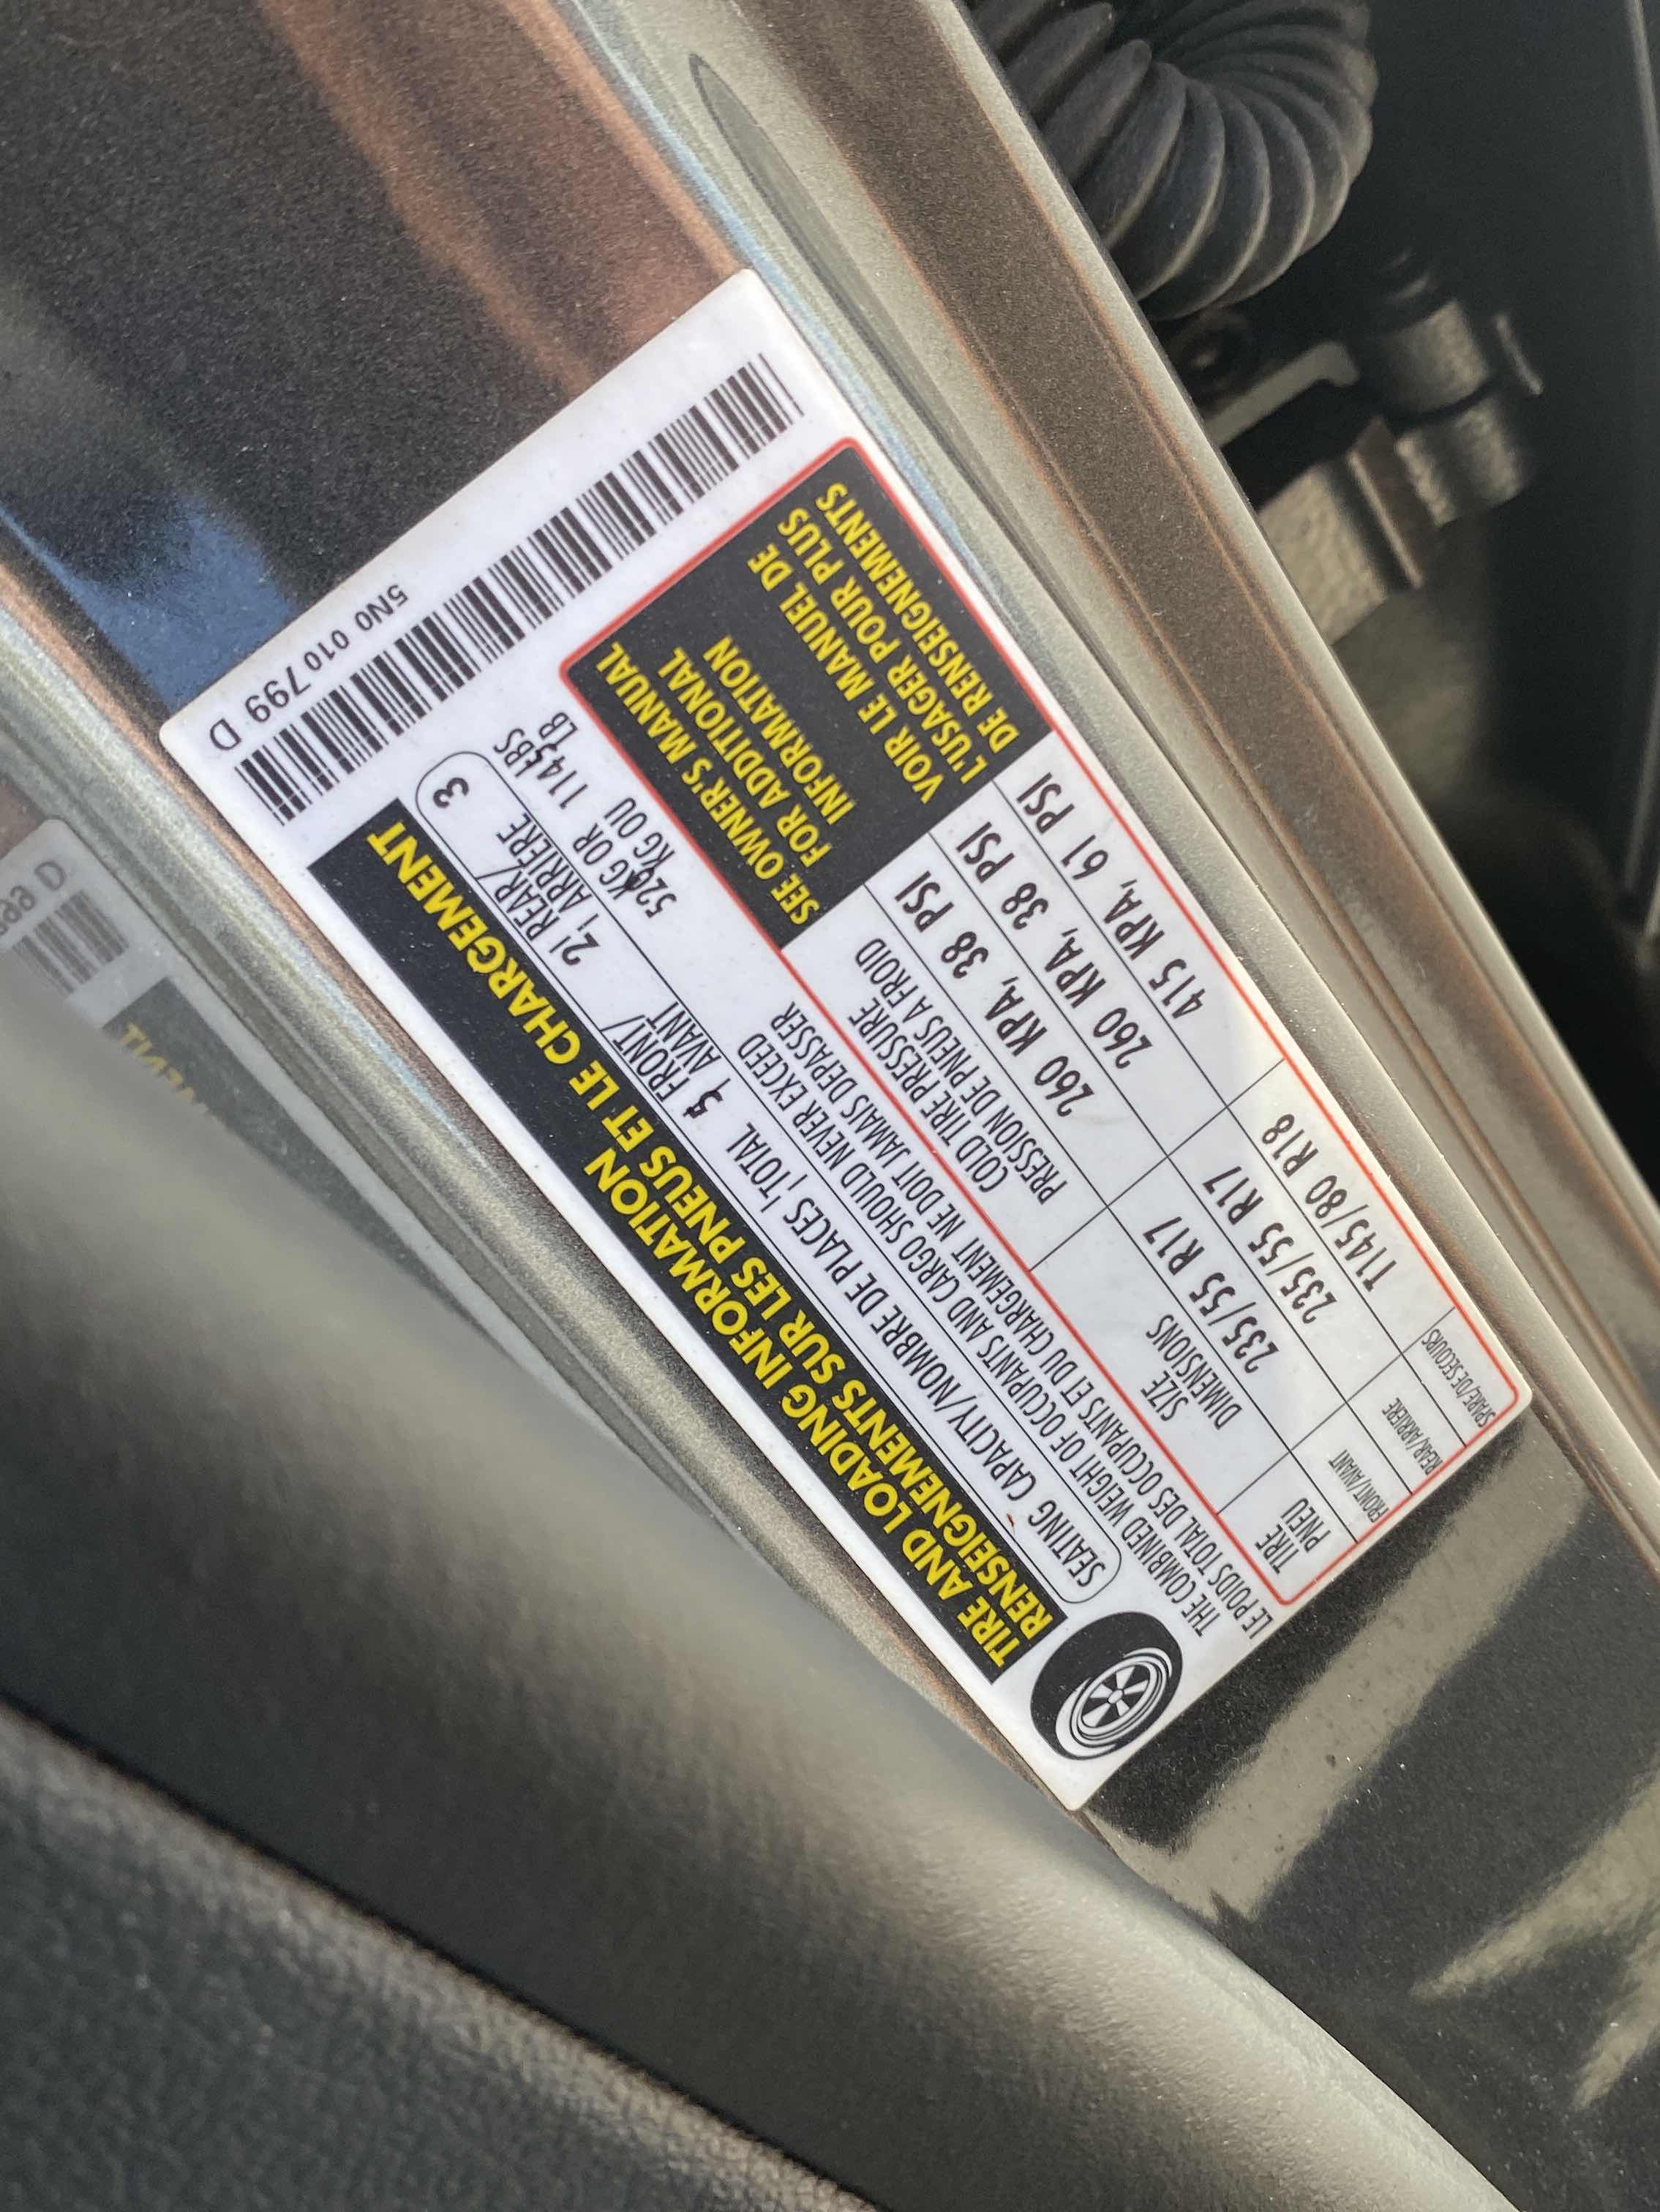 TIRE AND LOADING INFORMATION
RENSEIGNEMENTS SUR LES PNEUS ET LE CHARGEMENT
SEATING CAPACITY/NOMBRE DE PLACES TOTAL 5 FRONT/ AVANT 2 REAR/ ARRIERE 3
THE COMBINED WEIGHT OF OCCUPANTS AND CARGO SHOULD NEVER EXCEED KG OR LBS
LE POIDS TOTAL DES OCCUPANTS ET DU CHARGEMENT NE DOIT JAMAIS DEPASSER KG OU LB
TIRE SIZE COLD TIRE PRESSURE
PNEU DIMENSIONS PRESSION DE PNEUS A FROID
FRONT/AVANT 235/55 R17 260 KPA, 38 PSI
REAR/ARRIERE 235/55 R17 260 KPA, 38 PSI
SPARE/DE SECOURS T145/80 R18 415 KPA, 61 PSI
SEE OWNER'S MANUAL
FOR ADDITIONAL
INFORMATION
VOIR LE MANUEL DE
L'USAGER POUR PLUS
DE RENSEIGNEMENTS
5N0 010 799 D